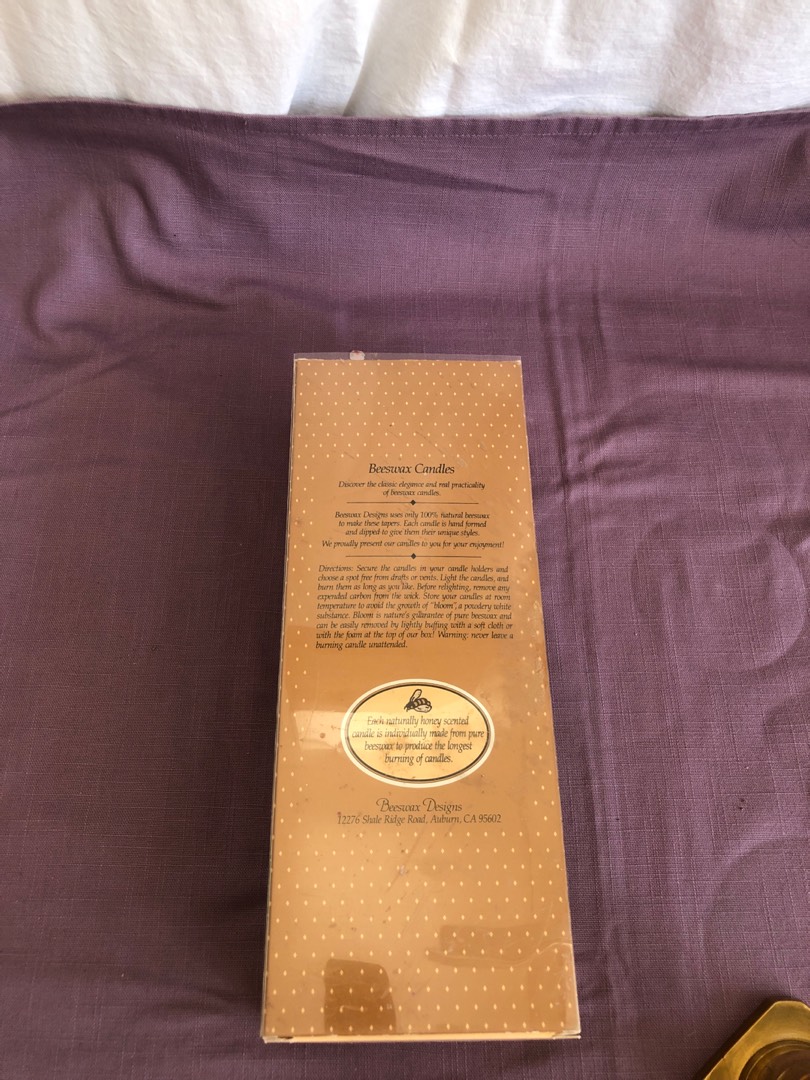 Beeswax Candles
Discover the classic elegance and real practicality
of beeswax candles.
Beeswax Designs uses only 100% natural beeswax
to make these tapers. Each candle is hand formed
and dipped to give them their unique styles.
We proudly present our candles to you for your enjoyment!
Directions: Secure the candles in your candle holders and
choose a spot free from drafts or vents. Light the candles, and
burn them as long as you like. Before relighting, remove any
expended carbon from the wick. Store your candles at room
temperature to avoid the growth of "bloom", a powdery white
substance. Bloom is nature's guarantee of pure beeswax and
can be easily removed by lightly buffing with a soft cloth or
with the foam at the top of our box! Warning: never leave a
burning candle unattended.
Each naturally honey scented
candle is individually made from pure
beeswax to produce the longest
burning of candles.
Beeswax Designs
12276 Shale Ridge Road, Auburn, CA 95602